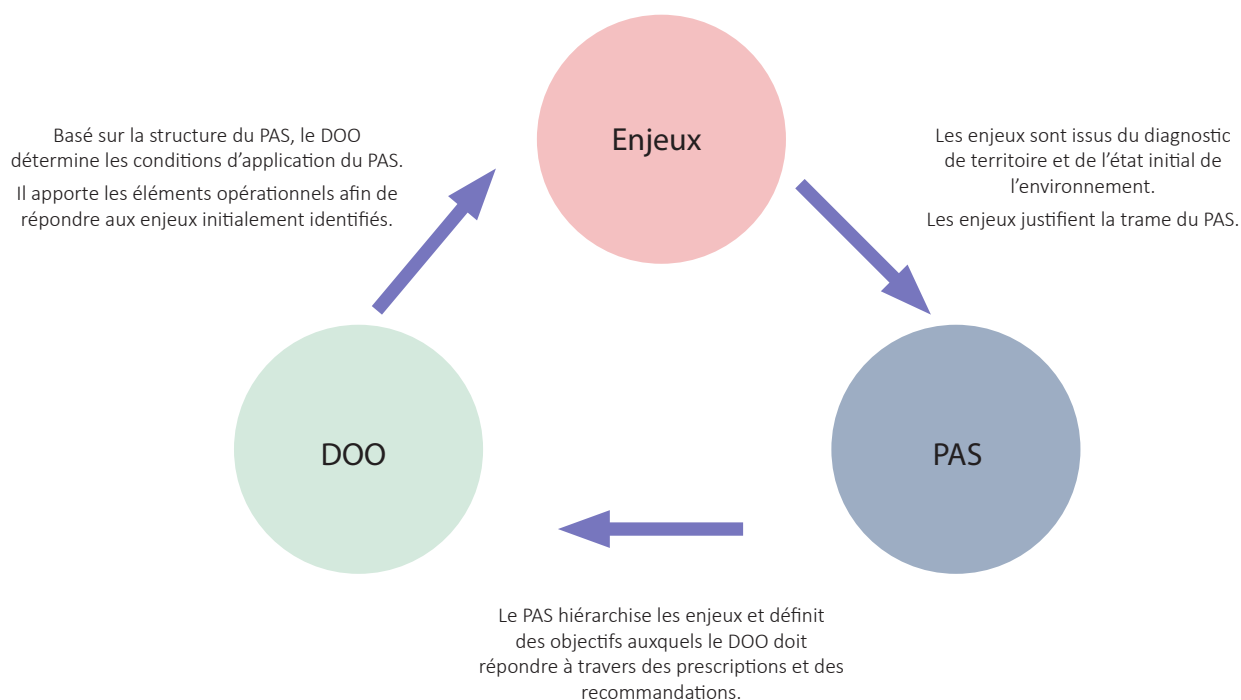 Enjeux
Les enjeux sont issus du diagnostic
de territoire et de l’état initial de
l’environnement.
Les enjeux justifient la trame du PAS.
PAS
Le PAS hiérarchise les enjeux et définit
des objectifs auxquels le DOO doit
répondre à travers des prescriptions et des
recommandations.
DOO
Basé sur la structure du PAS, le DOO
détermine les conditions d’application du PAS.
Il apporte les éléments opérationnels afin de
répondre aux enjeux initialement identifiés.